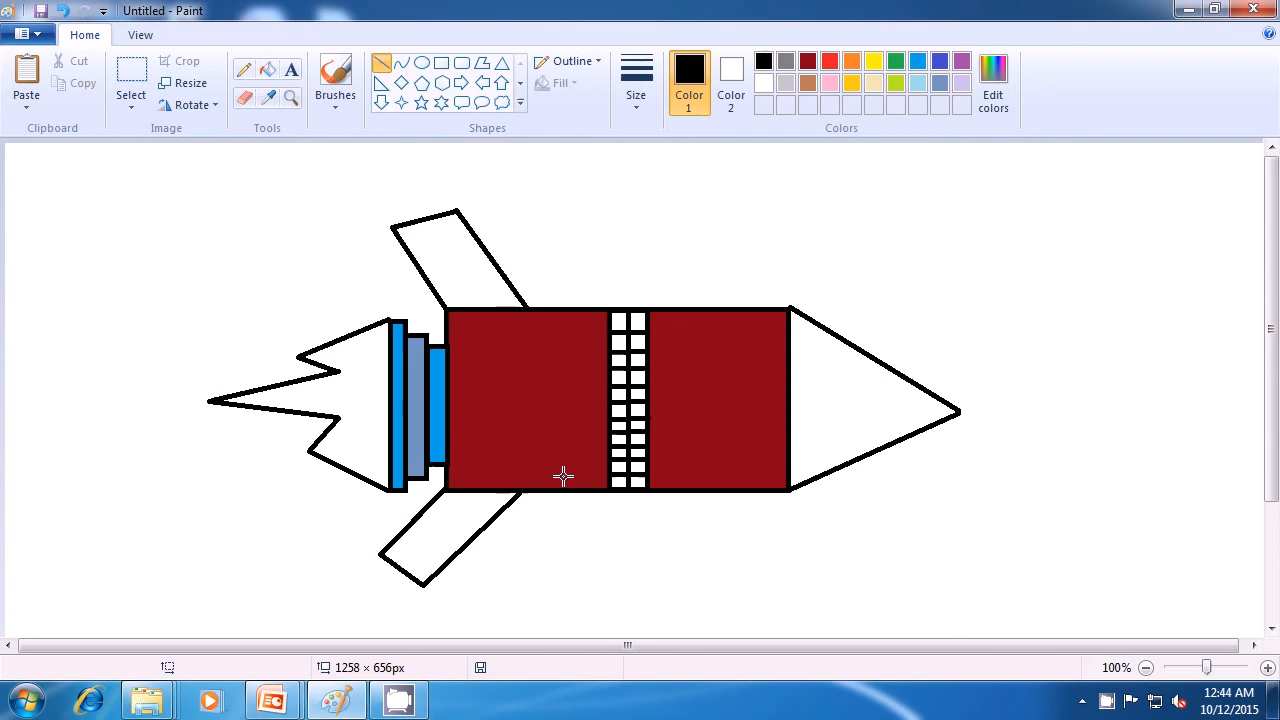 Untitled - Paint
Home
View
Paste
Cut
Copy
Clipboard
Select
Crop
Resize
Rotate
Image
A
Tools
Brushes
Outline
Fill
Shapes
Size
Color 1
Color 2
Edit colors
Colors
1258 × 656px
100%
12:44 AM
10/12/2015